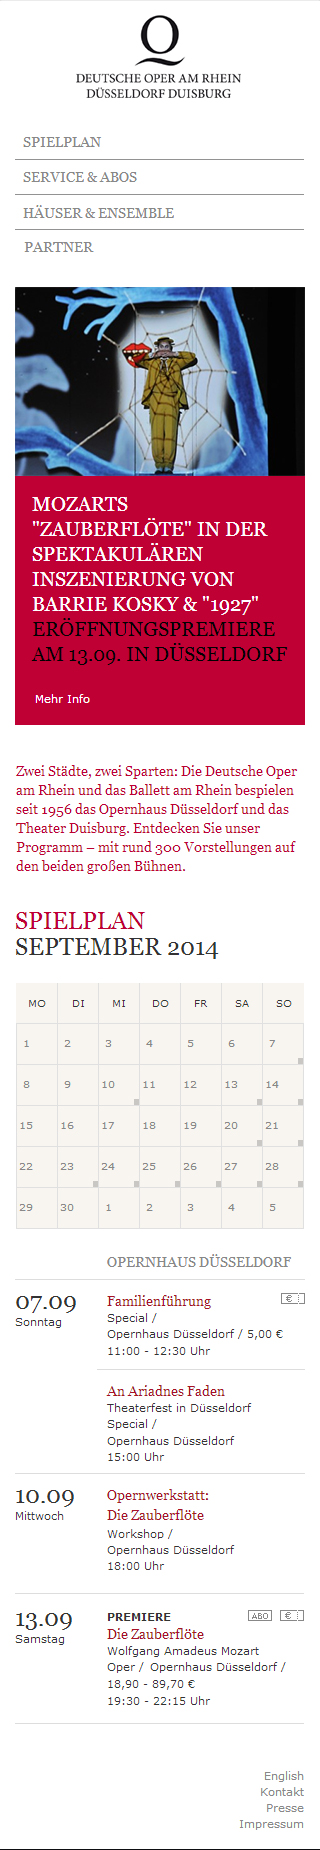 DEUTSCHE OPER AM RHEIN
DÜSSELDORF DUISBURG
SPIELPLAN
SERVICE & ABOS
HÄUSER & ENSEMBLE
PARTNER
MOZARTS
"ZAUBERFLÖTE" IN DER
SPEKTAKULÄREN
INSZENIERUNG VON
BARRIE KOSKY & "1927"
ERÖFFNUNGSPREMIERE
AM 13.09. IN DÜSSELDORF
Mehr Info
Zwei Städte, zwei Sparten: Die Deutsche Oper
am Rhein und das Ballett am Rhein bespielen
seit 1956 das Opernhaus Düsseldorf und das
Theater Duisburg. Entdecken Sie unser
Programm – mit rund 300 Vorstellungen auf
den beiden großen Bühnen.
SPIELPLAN
SEPTEMBER 2014
MO DI MI DO FR SA SO
1 2 3 4 5 6 7
8 9 10 11 12 13 14
15 16 17 18 19 20 21
22 23 24 25 26 27 28
29 30 1 2 3 4 5
OPERNHAUS DÜSSELDORF
07.09
Sonntag
Familienführung €
Special /
Opernhaus Düsseldorf / 5,00 €
11:00 - 12:30 Uhr
An Ariadnes Faden
Theaterfest in Düsseldorf
Special /
Opernhaus Düsseldorf
15:00 Uhr
10.09
Mittwoch
Opernwerkstatt:
Die Zauberflöte
Workshop /
Opernhaus Düsseldorf
18:00 Uhr
13.09
Samstag
PREMIERE ABO €
Die Zauberflöte
Wolfgang Amadeus Mozart
Oper / Opernhaus Düsseldorf /
18,90 - 89,70 €
19:30 - 22:15 Uhr
English
Kontakt
Presse
Impressum